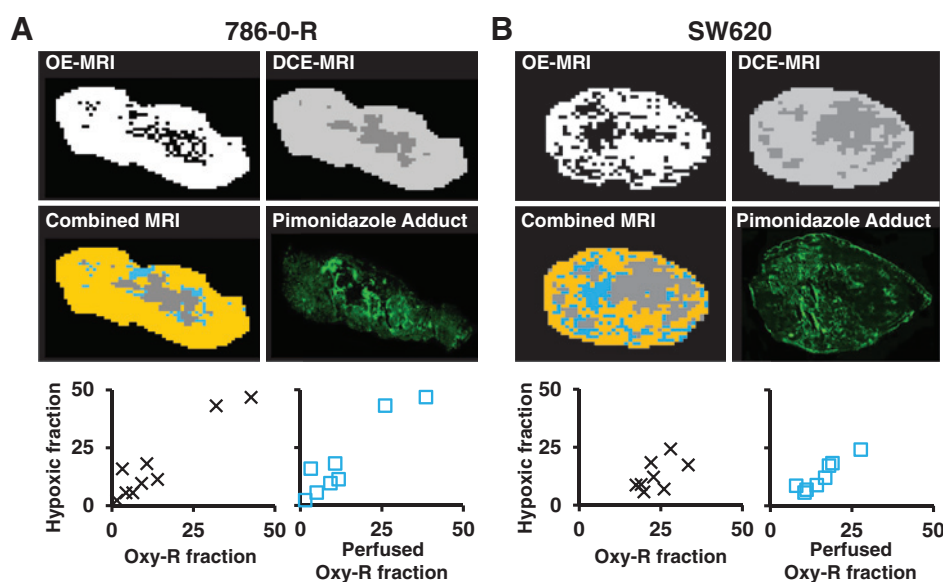 A
786-0-R
OE-MRI
DCE-MRI
Combined MRI
Pimonidazole Adduct
Hypoxic fraction
50
25
0
0
25
50
Oxy-R fraction
0
25
50
Perfused
Oxy-R fraction
B
SW620
OE-MRI
DCE-MRI
Combined MRI
Pimonidazole Adduct
Hypoxic fraction
50
25
0
0
25
50
Oxy-R fraction
0
25
50
Perfused
Oxy-R fraction